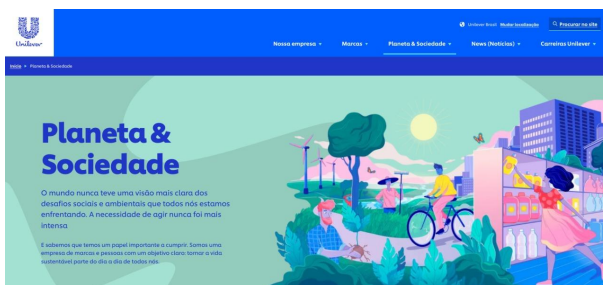 Unilever Brasil Mudar localização
Procurar no site
Unilever
Nossa empresa
Marcas
Planeta & Sociedade
News (Notícias)
Carreiras Unilever
Início
Planeta & Sociedade
Planeta &
Sociedade
O mundo nunca teve uma visão mais clara dos
desafios sociais e ambientais que todos nós estamos
enfrentando. A necessidade de agir nunca foi mais
intensa
E sabemos que temos um papel importante a cumprir. Somos uma
empresa de marcas e pessoas com um objetivo claro: tornar a vida
sustentável parte do dia a dia de todos nós.